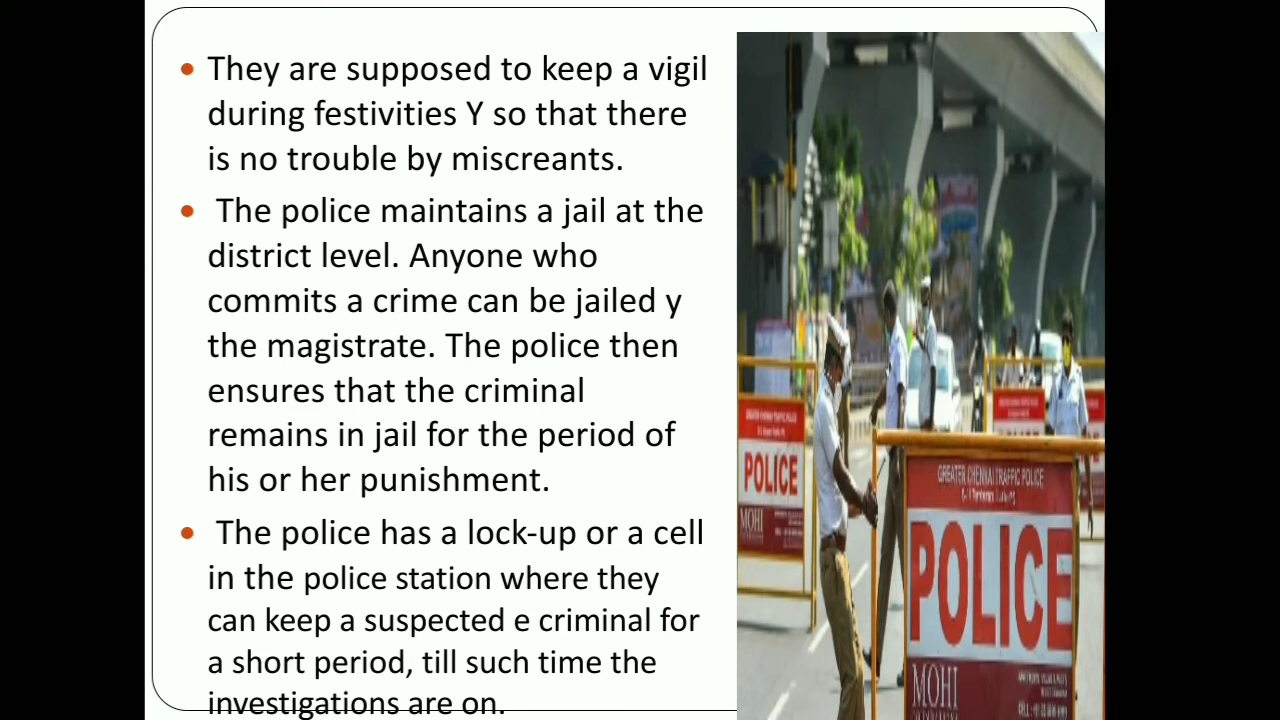 They are supposed to keep a vigil
during festivities Y so that there
is no trouble by miscreants.
The police maintains a jail at the
district level. Anyone who
commits a crime can be jailed y
the magistrate. The police then
ensures that the criminal
remains in jail for the period of
his or her punishment.
The police has a lock-up or a cell
in the police station where they
can keep a suspected e criminal for
a short period, till such time the
investigations are on.
POLICE
MOHI
GREATER CHENNAI TRAFFIC POLICE
POLICE
MOHI